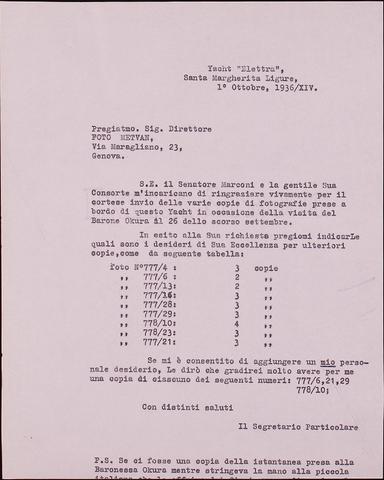 Yacht "Elettra",
Santa Margherita Ligure,
1° Ottobre, 1936/XIV.
Pregiatmo. Sig. Direttore
FOTO METVAN,
Via Maragliano, 23,
Genova.
S.E. il Senatore Marconi e la gentile Sua
Consorte m'incaricano di ringraziare vivamente per il
cortese invio delle varie copie di fotografie prese a
bordo di questo Yacht in occasione della visita del
Barone Okura il 26 dello scorso settembre.
In esito alla Sua richiesta pregiomi indicarLe
quali sono i desideri di Sua Eccellenza per ulteriori
copie,come da seguente tabella:
foto N°777/4 : 3 copie
,, 777/6 : 2 ,,
,, 777/13: 2 ,,
,, 777/16: 3 ,,
,, 777/28: 3 ,,
,, 777/29: 3 ,,
,, 778/10: 4 ,,
,, 778/23: 3 ,,
,, 777/21: 3 ,,
Se mi è consentito di aggiungere un mio perso-
nale desiderio, Le dirò che gradirei molto avere per me
una copia di ciascuno dei seguenti numeri: 777/6,21,29
778/10;
Con distinti saluti
Il Segretario Particolare
P.S. Se ci fosse una copia della istantanea presa alla
Baronessa Okura mentre stringeva la mano alla piccola